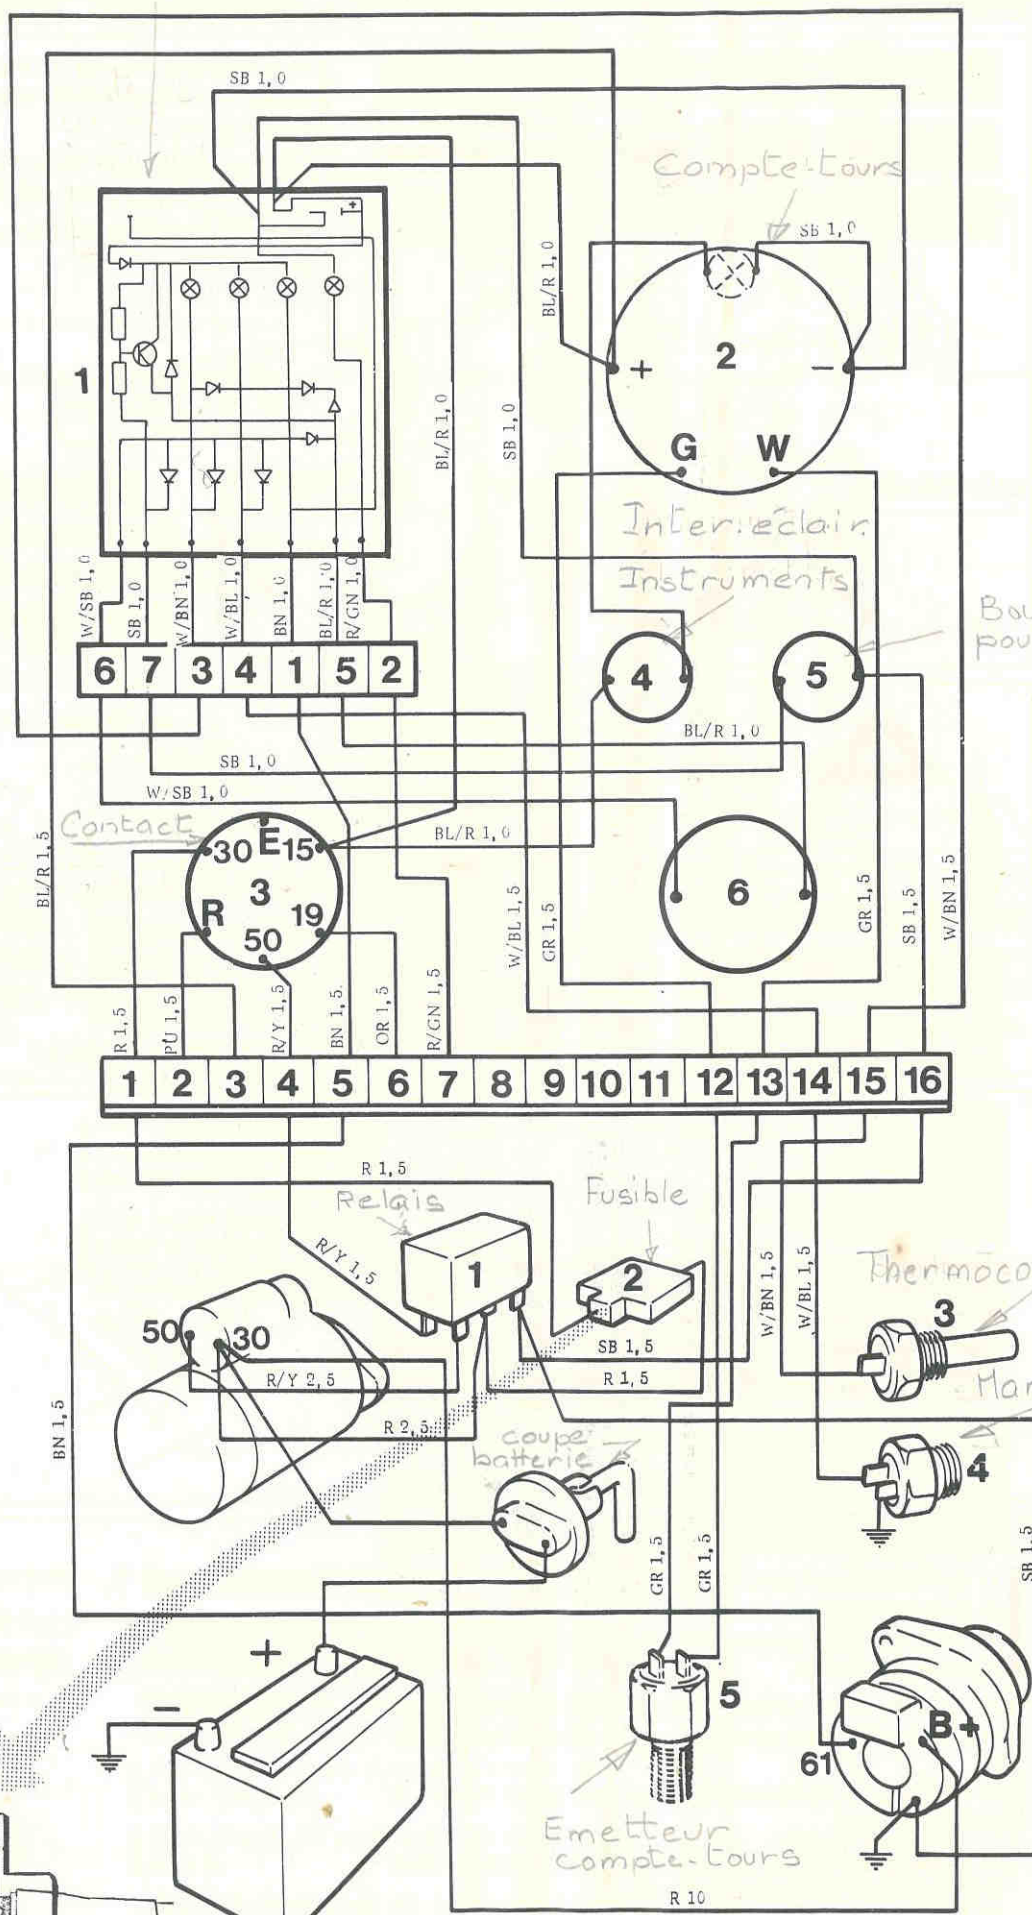 SB 1,0
Compte-tours
SB 1,0
BL/R 1,0
+
1
+ 2 −
BL/R 1,0
SB 1,0
G W
Inter.éclair.
Instruments
W/SB 1,0
SB 1,0
W/BN 1,0
W/BL 1,0
BN 1,0
BL/R 1,0
R/GN 1,0
6 7 3 4 1 5 2
4
5
BL/R 1,0
SB 1,0
W/SB 1,0
Contact
30 E 15
BL/R 1,0
3
R 19
50
6
BL/R 1,5
W/BL 1,5
GR 1,5
GR 1,5
SB 1,5
W/BN 1,5
R 1,5
PU 1,5
R/Y 1,5
BN 1,5
OR 1,5
R/GN 1,5
1 2 3 4 5 6 7 8 9 10 11 12 13 14 15 16
R 1,5
Relais
Fusible
R/Y 1,5
1
2
W/BN 1,5
W/BL 1,5
3
50 30
SB 1,5
R/Y 2,5
R 1,5
R 2,5
BN 1,5
coupe
batterie
4
GR 1,5
GR 1,5
SB 1,5
+
−
5
B+
61
Emetteur
compte-tours
R 10